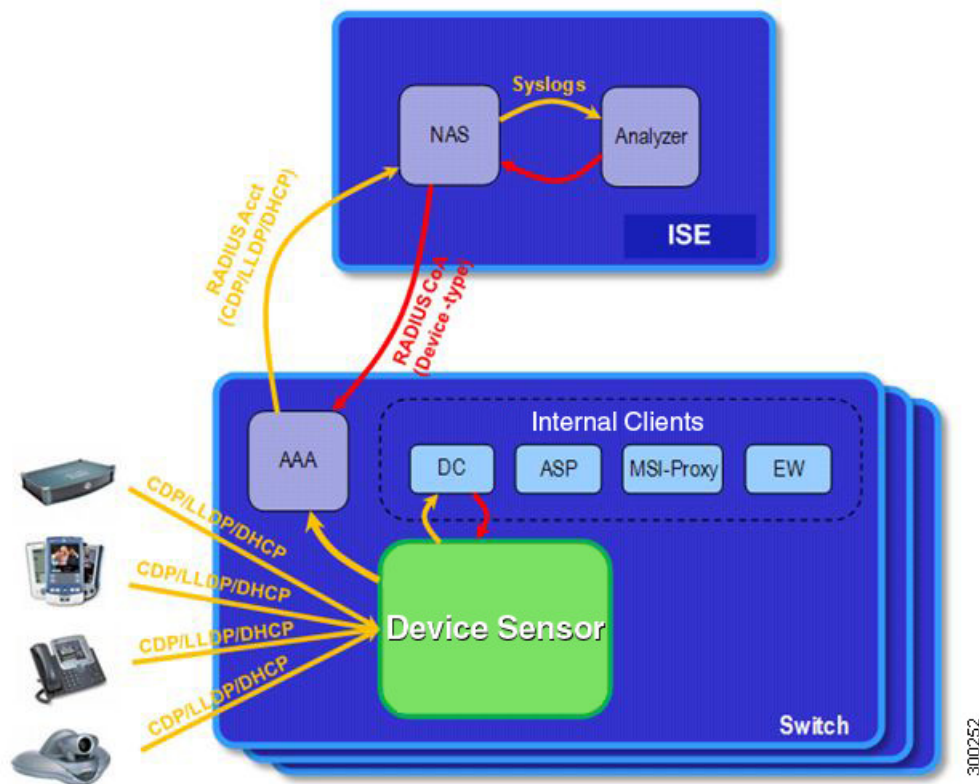 Syslogs
NAS
Analyzer
ISE
RADIUS Acct
(CDP/LLDP/DHCP)
RADIUS CoA
(Device -type)
Internal Clients
AAA
DC
ASP
MSI-Proxy
EW
CDP/LLDP/DHCP
CDP/LLDP/DHCP
CDP/LLDP/DHCP
CDP/LLDP/DHCP
Device Sensor
Switch
300252